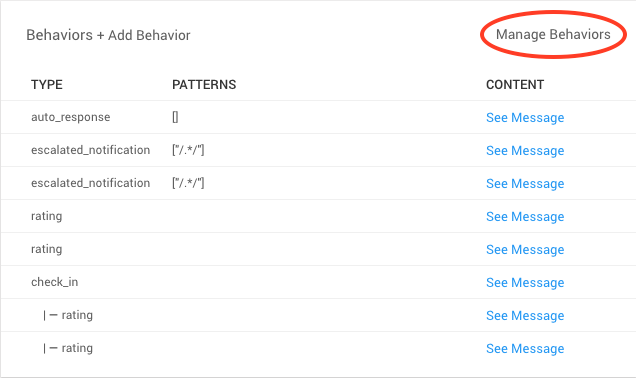 Behaviors + Add Behavior Manage Behaviors
TYPE PATTERNS CONTENT
auto_response [] See Message
escalated_notification ["/.*/"] See Message
escalated_notification ["/.*/"] See Message
rating See Message
rating See Message
check_in See Message
| — rating See Message
| — rating See Message